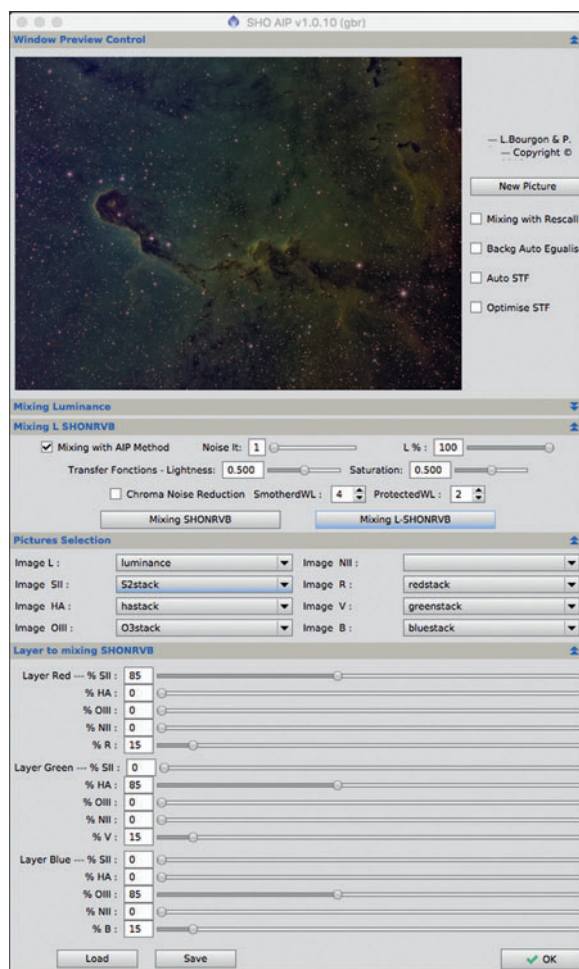 SHO AIP v1.0.10 (gbr)
Window Preview Control
— L.Bourgon & P.
— Copyright ©
New Picture
Mixing with Rescall
Backg Auto Egualis
Auto STF
Optimise STF
Mixing Luminance
Mixing L SHONRVB
Mixing with AIP Method Noise It: 1 L % : 100
Transfer Fonctions - Lightness: 0.500 Saturation: 0.500
Chroma Noise Reduction SmotherdWL : 4 ProtectedWL : 2
Mixing SHONRVB Mixing L-SHONRVB
Pictures Selection
Image L : luminance Image NII :
Image SII : S2stack Image R : redstack
Image HA : hastack Image V : greenstack
Image OIII : O3stack Image B : bluestack
Layer to mixing SHONRVB
Layer Red --- % SII : 85
% HA : 0
% OIII : 0
% NII : 0
% R : 15
Layer Green --- % SII : 0
% HA : 85
% OIII : 0
% NII : 0
% V : 15
Layer Blue --- % SII : 0
% HA : 0
% OIII : 85
% NII : 0
% B : 15
Load Save OK